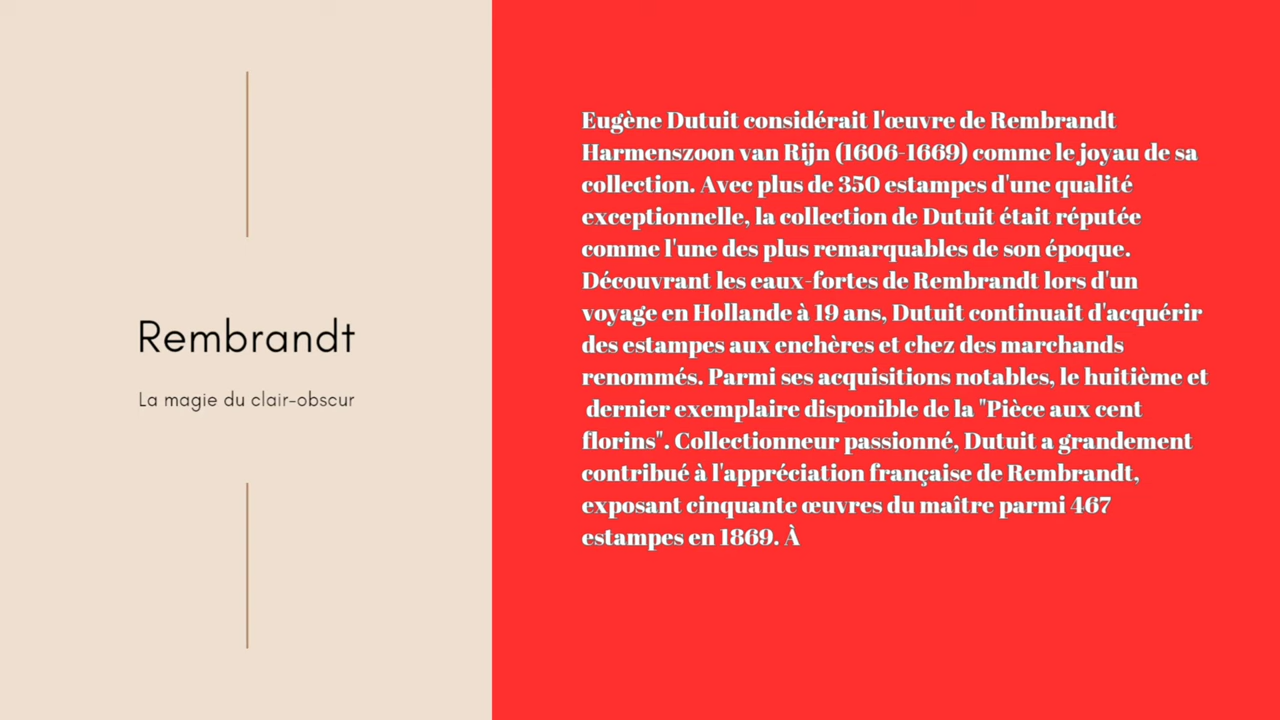 Rembrandt
La magie du clair-obscur
Eugène Dutuit considérait l'œuvre de Rembrandt
Harmenszoon van Rijn (1606-1669) comme le joyau de sa
collection. Avec plus de 350 estampes d'une qualité
exceptionnelle, la collection de Dutuit était réputée
comme l'une des plus remarquables de son époque.
Découvrant les eaux-fortes de Rembrandt lors d'un
voyage en Hollande à 19 ans, Dutuit continuait d'acquérir
des estampes aux enchères et chez des marchands
renommés. Parmi ses acquisitions notables, le huitième et
dernier exemplaire disponible de la "Pièce aux cent
florins". Collectionneur passionné, Dutuit a grandement
contribué à l'appréciation française de Rembrandt,
exposant cinquante œuvres du maître parmi 467
estampes en 1869. À